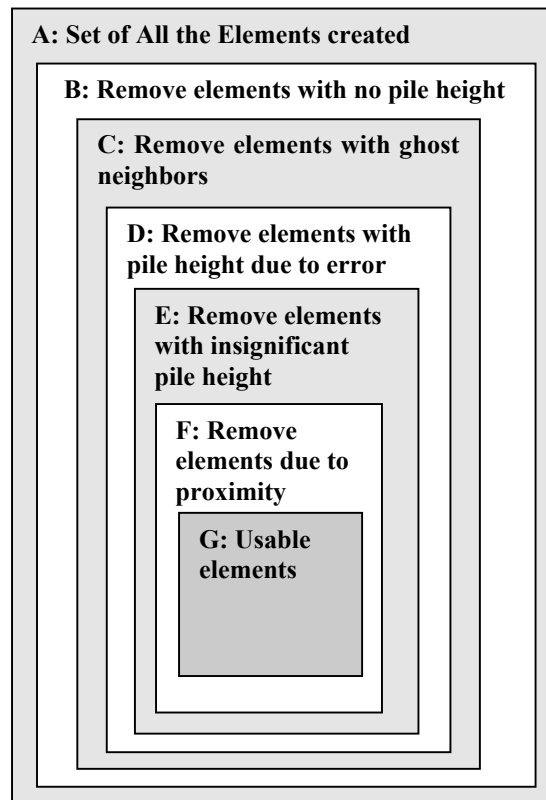 A: Set of All the Elements created
B: Remove elements with no pile height
C: Remove elements with ghost
neighbors
D: Remove elements with
pile height due to error
E: Remove elements
with insignificant
pile height
F: Remove
elements due to
proximity
G: Usable
elements